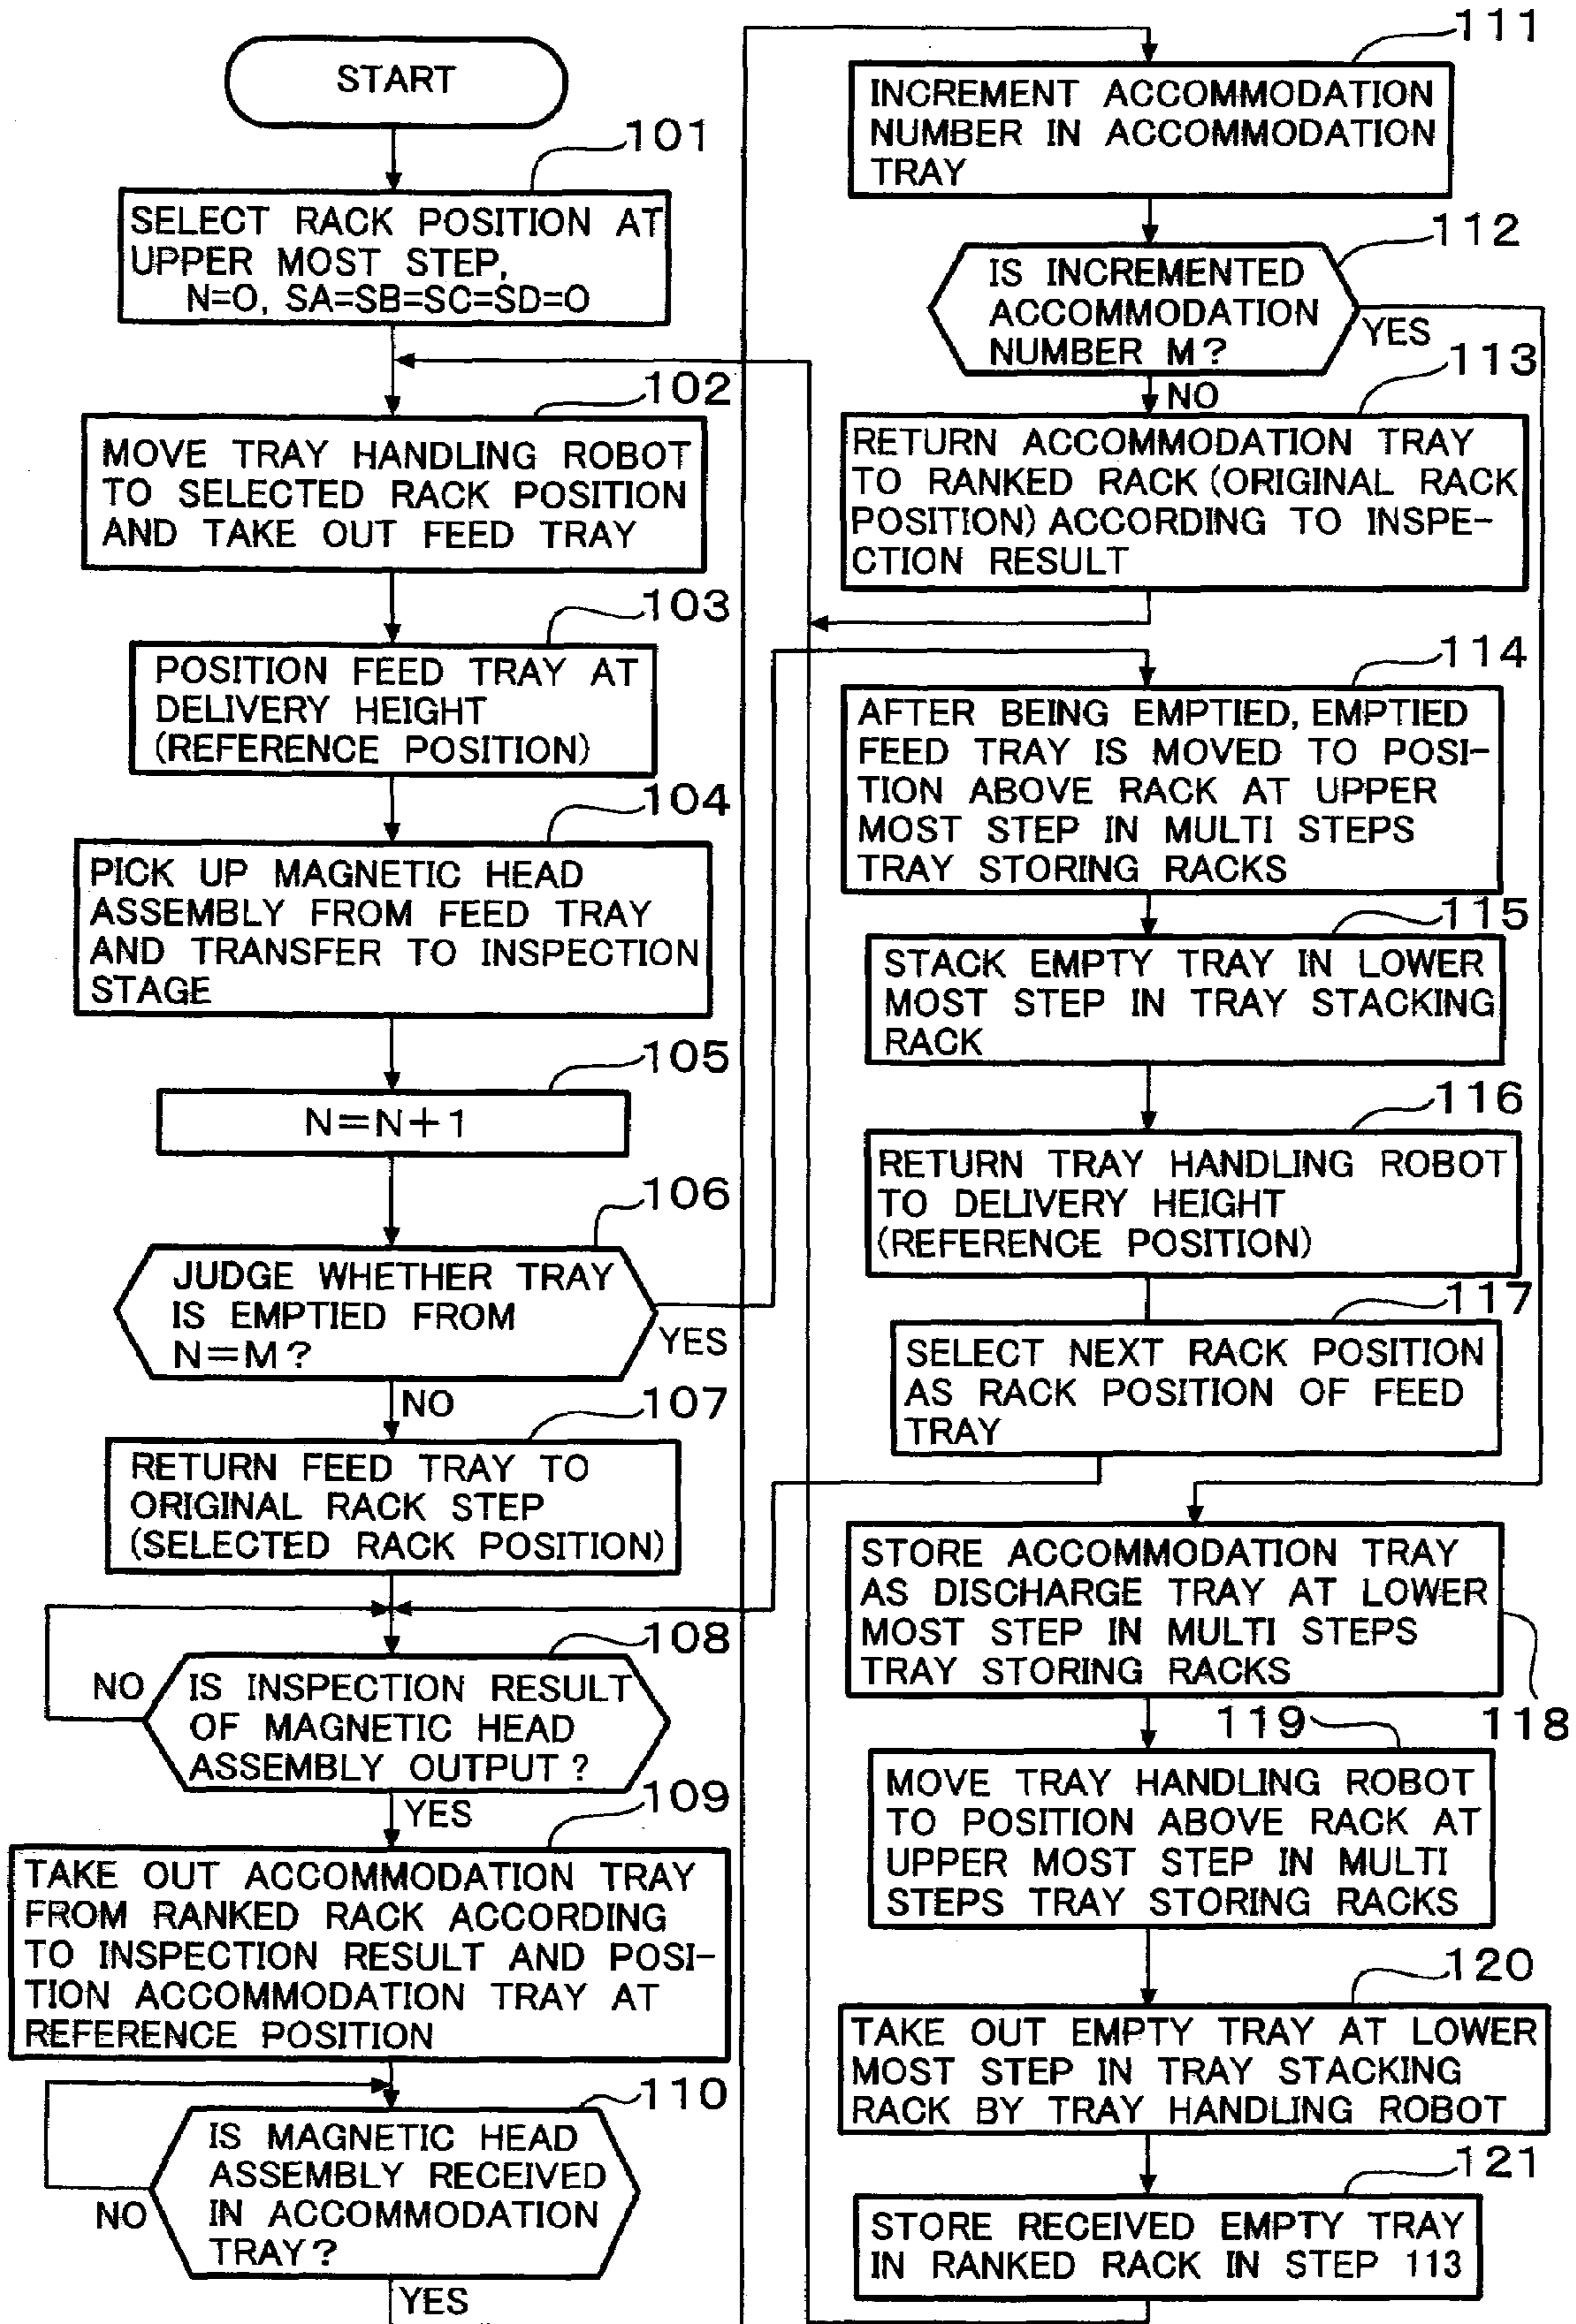 START
101
SELECT RACK POSITION AT
UPPER MOST STEP,
N=0, SA=SB=SC=SD=0
102
MOVE TRAY HANDLING ROBOT
TO SELECTED RACK POSITION
AND TAKE OUT FEED TRAY
103
POSITION FEED TRAY AT
DELIVERY HEIGHT
(REFERENCE POSITION)
104
PICK UP MAGNETIC HEAD
ASSEMBLY FROM FEED TRAY
AND TRANSFER TO INSPECTION
STAGE
105
N=N+1
106
JUDGE WHETHER TRAY
IS EMPTIED FROM
N=M?
YES
NO
107
RETURN FEED TRAY TO
ORIGINAL RACK STEP
(SELECTED RACK POSITION)
108
NO
IS INSPECTION RESULT
OF MAGNETIC HEAD
ASSEMBLY OUTPUT?
YES
109
TAKE OUT ACCOMMODATION TRAY
FROM RANKED RACK ACCORDING
TO INSPECTION RESULT AND POSI-
TION ACCOMMODATION TRAY AT
REFERENCE POSITION
110
IS MAGNETIC HEAD
ASSEMBLY RECEIVED
IN ACCOMMODATION
TRAY?
NO
YES
111
INCREMENT ACCOMMODATION
NUMBER IN ACCOMMODATION
TRAY
112
IS INCREMENTED
ACCOMMODATION
NUMBER M?
YES
NO
113
RETURN ACCOMMODATION TRAY
TO RANKED RACK (ORIGINAL RACK
POSITION) ACCORDING TO INSPE-
CTION RESULT
114
AFTER BEING EMPTIED, EMPTIED
FEED TRAY IS MOVED TO POSI-
TION ABOVE RACK AT UPPER
MOST STEP IN MULTI STEPS
TRAY STORING RACKS
115
STACK EMPTY TRAY IN LOWER
MOST STEP IN TRAY STACKING
RACK
116
RETURN TRAY HANDLING ROBOT
TO DELIVERY HEIGHT
(REFERENCE POSITION)
117
SELECT NEXT RACK POSITION
AS RACK POSITION OF FEED
TRAY
STORE ACCOMMODATION TRAY
AS DISCHARGE TRAY AT LOWER
MOST STEP IN MULTI STEPS
TRAY STORING RACKS
118
119
MOVE TRAY HANDLING ROBOT
TO POSITION ABOVE RACK AT
UPPER MOST STEP IN MULTI
STEPS TRAY STORING RACKS
120
TAKE OUT EMPTY TRAY AT LOWER
MOST STEP IN TRAY STACKING
RACK BY TRAY HANDLING ROBOT
121
STORE RECEIVED EMPTY TRAY
IN RANKED RACK IN STEP 113